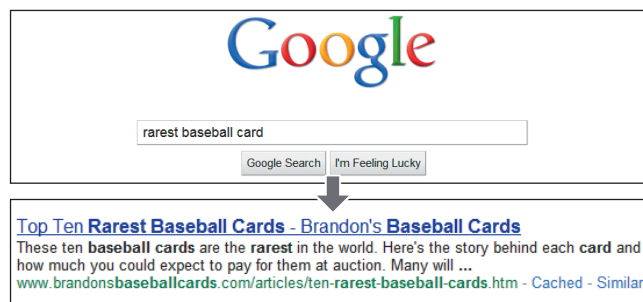 Google
rarest baseball card
Google Search I'm Feeling Lucky
Top Ten Rarest Baseball Cards - Brandon's Baseball Cards
These ten baseball cards are the rarest in the world. Here's the story behind each card and
how much you could expect to pay for them at auction. Many will ...
www.brandonsbaseballcards.com/articles/ten-rarest-baseball-cards.htm - Cached - Similar